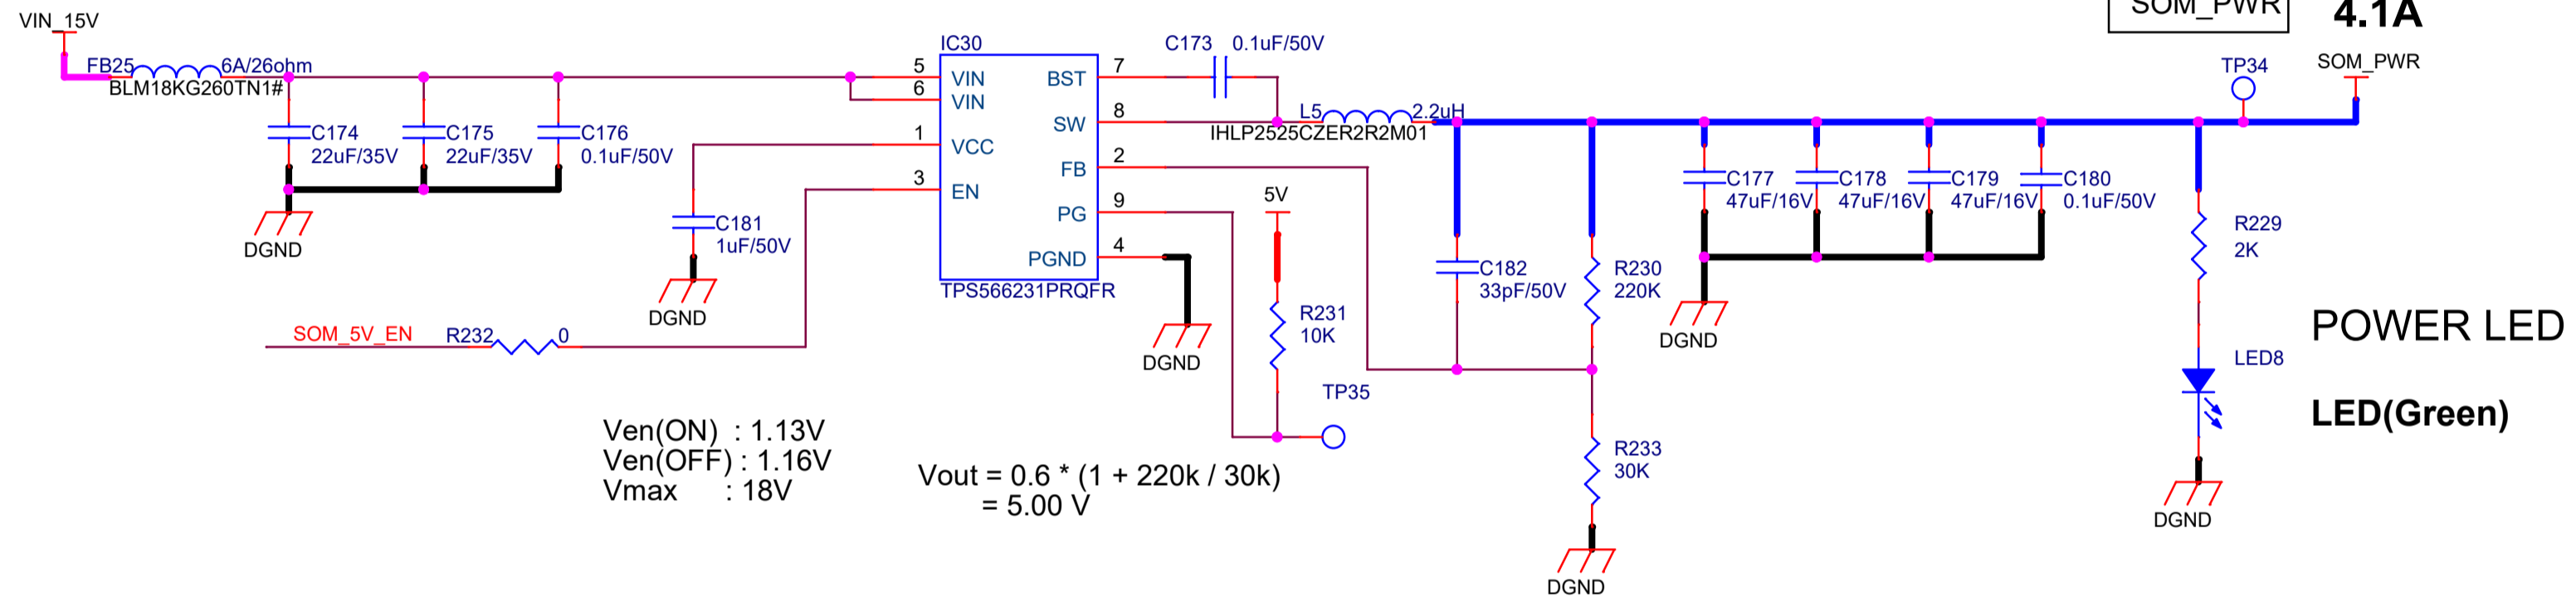 VIN_15V
FB25
6A/26ohm
BLM18KG260TN1#
C174
22uF/35V
C175
22uF/35V
C176
0.1uF/50V
DGND
C181
1uF/50V
DGND
SOM_5V_EN
R232
0
IC30
5
VIN
6
VIN
1
VCC
3
EN
BST
7
SW
8
FB
2
PG
9
PGND
4
TPS566231PRQFR
C173
0.1uF/50V
L5
2.2uH
IHLP2525CZER2R2M01
5V
R231
10K
TP35
DGND
C182
33pF/50V
R230
220K
R233
30K
DGND
C177
47uF/16V
C178
47uF/16V
C179
47uF/16V
C180
0.1uF/50V
DGND
SOM_PWR
4.1A
TP34
SOM_PWR
R229
2K
LED8
DGND
POWER LED
LED(Green)
Ven(ON) : 1.13V
Ven(OFF) : 1.16V
Vmax : 18V
Vout = 0.6 * (1 + 220k / 30k)
= 5.00 V